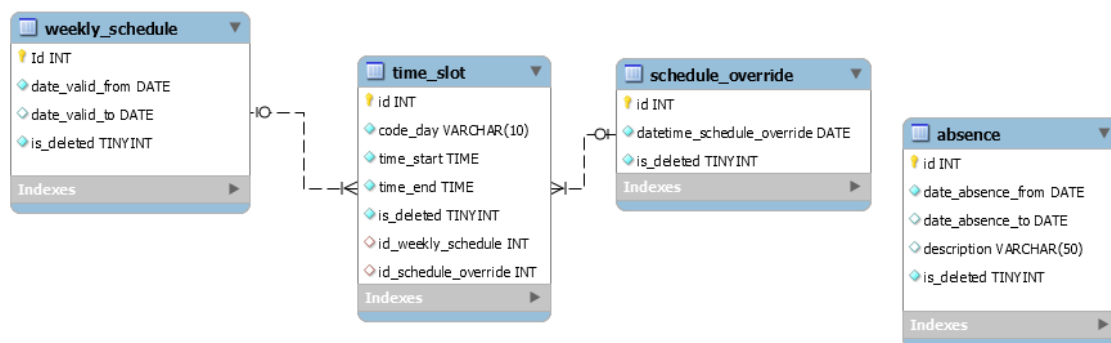 weekly_schedule
Id INT
date_valid_from DATE
date_valid_to DATE
is_deleted TINYINT
Indexes
time_slot
id INT
code_day VARCHAR(10)
time_start TIME
time_end TIME
is_deleted TINYINT
id_weekly_schedule INT
id_schedule_override INT
Indexes
schedule_override
id INT
datetime_schedule_override DATE
is_deleted TINYINT
Indexes
absence
id INT
date_absence_from DATE
date_absence_to DATE
description VARCHAR(50)
is_deleted TINYINT
Indexes